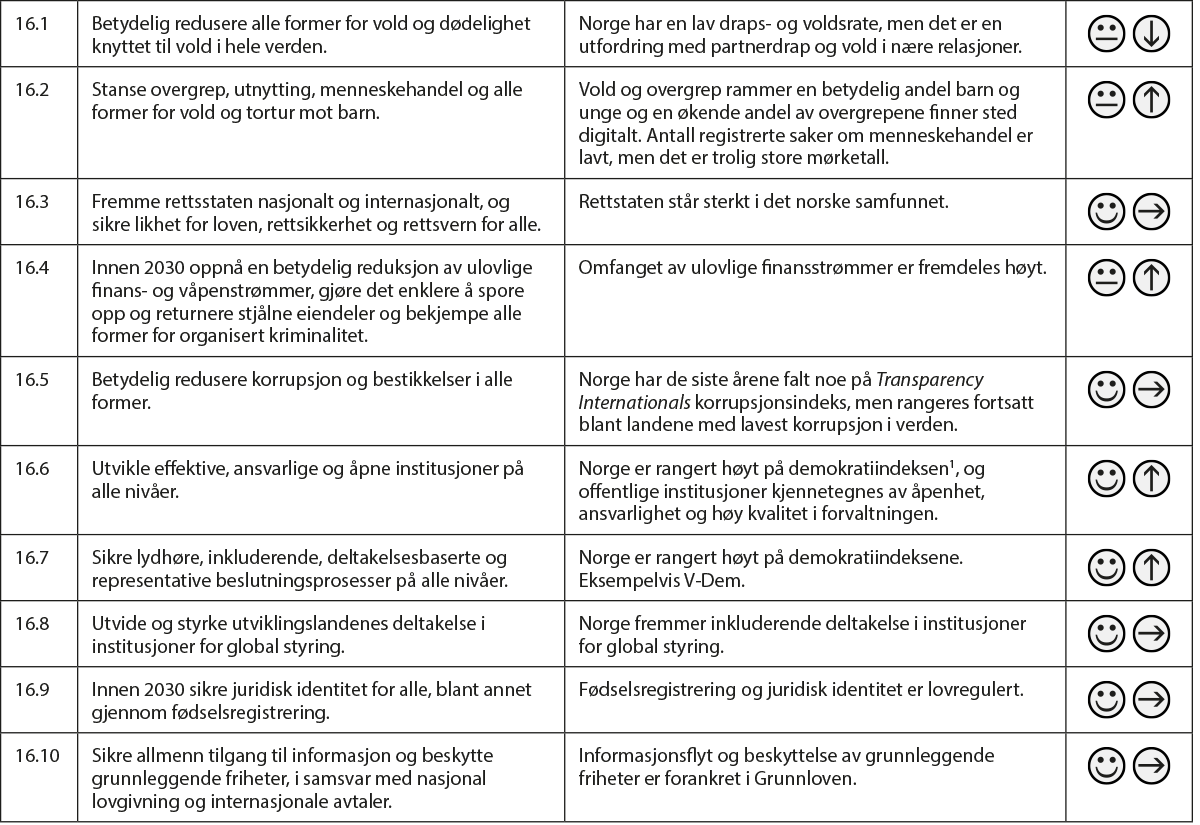 16.1
Betydelig redusere alle former for vold og dødelighet
knyttet til vold i hele verden.
Norge har en lav draps- og voldsrate, men det er en
utfordring med partnerdrap og vold i nære relasjoner.
16.2
Stanse overgrep, utnytting, menneskehandel og alle
former for vold og tortur mot barn.
Vold og overgrep rammer en betydelig andel barn og
unge og en økende andel av overgrepene finner sted
digitalt. Antall registrerte saker om menneskehandel er
lavt, men det er trolig store mørketall.
16.3
Fremme rettsstaten nasjonalt og internasjonalt, og
sikre likhet for loven, rettsikkerhet og rettsvern for alle.
Rettstaten står sterkt i det norske samfunnet.
16.4
Innen 2030 oppnå en betydelig reduksjon av ulovlige
finans- og våpenstrømmer, gjøre det enklere å spore
opp og returnere stjålne eiendeler og bekjempe alle
former for organisert kriminalitet.
Omfanget av ulovlige finansstrømmer er fremdeles høyt.
16.5
Betydelig redusere korrupsjon og bestikkelser i alle
former.
Norge har de siste årene falt noe på Transparency
Internationals korrupsjonsindeks, men rangeres fortsatt
blant landene med lavest korrupsjon i verden.
16.6
Utvikle effektive, ansvarlige og åpne institusjoner på
alle nivåer.
Norge er rangert høyt på demokratiindeksen¹, og
offentlige institusjoner kjennetegnes av åpenhet,
ansvarlighet og høy kvalitet i forvaltningen.
16.7
Sikre lydhøre, inkluderende, deltakelsesbaserte og
representative beslutningsprosesser på alle nivåer.
Norge er rangert høyt på demokratiindeksene.
Eksempelvis V-Dem.
16.8
Utvide og styrke utviklingslandenes deltakelse i
institusjoner for global styring.
Norge fremmer inkluderende deltakelse i institusjoner
for global styring.
16.9
Innen 2030 sikre juridisk identitet for alle, blant annet
gjennom fødselsregistrering.
Fødselsregistrering og juridisk identitet er lovregulert.
16.10
Sikre allmenn tilgang til informasjon og beskytte
grunnleggende friheter, i samsvar med nasjonal
lovgivning og internasjonale avtaler.
Informasjonsflyt og beskyttelse av grunnleggende
friheter er forankret i Grunnloven.